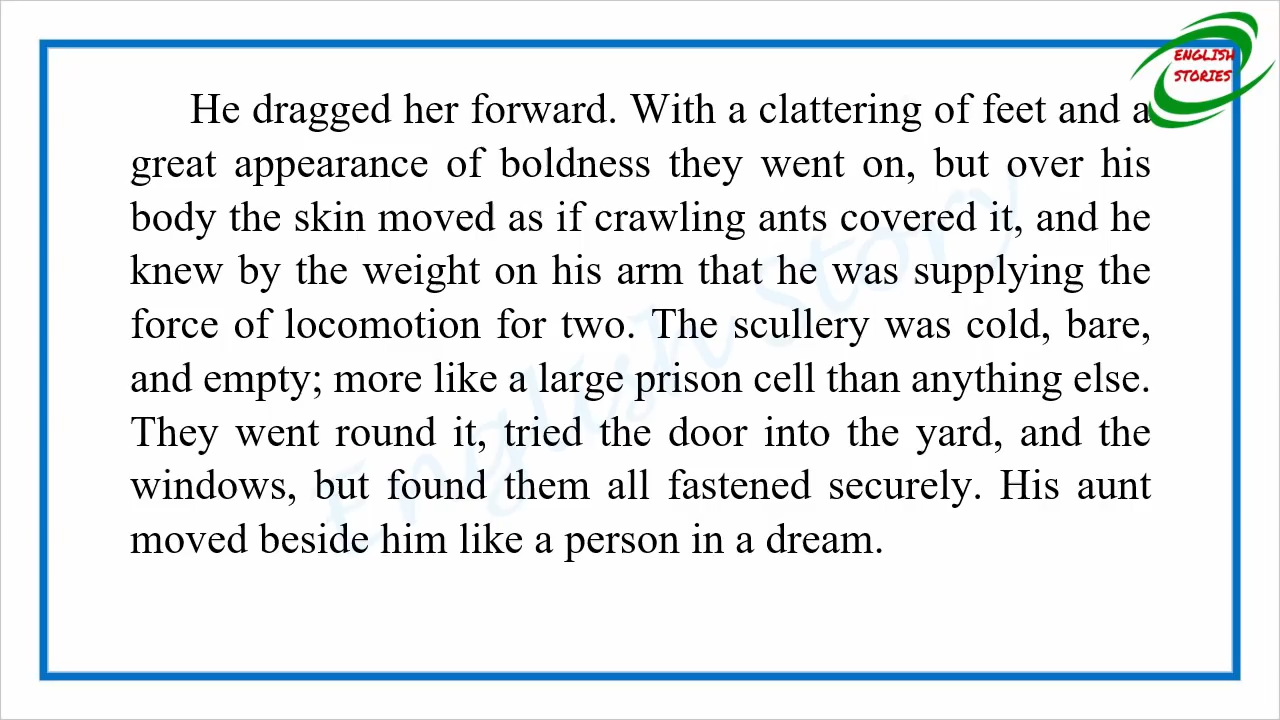 ENGLISH
STORIES
He dragged her forward. With a clattering of feet and a
great appearance of boldness they went on, but over his
body the skin moved as if crawling ants covered it, and he
knew by the weight on his arm that he was supplying the
force of locomotion for two. The scullery was cold, bare,
and empty; more like a large prison cell than anything else.
They went round it, tried the door into the yard, and the
windows, but found them all fastened securely. His aunt
moved beside him like a person in a dream.
English Story